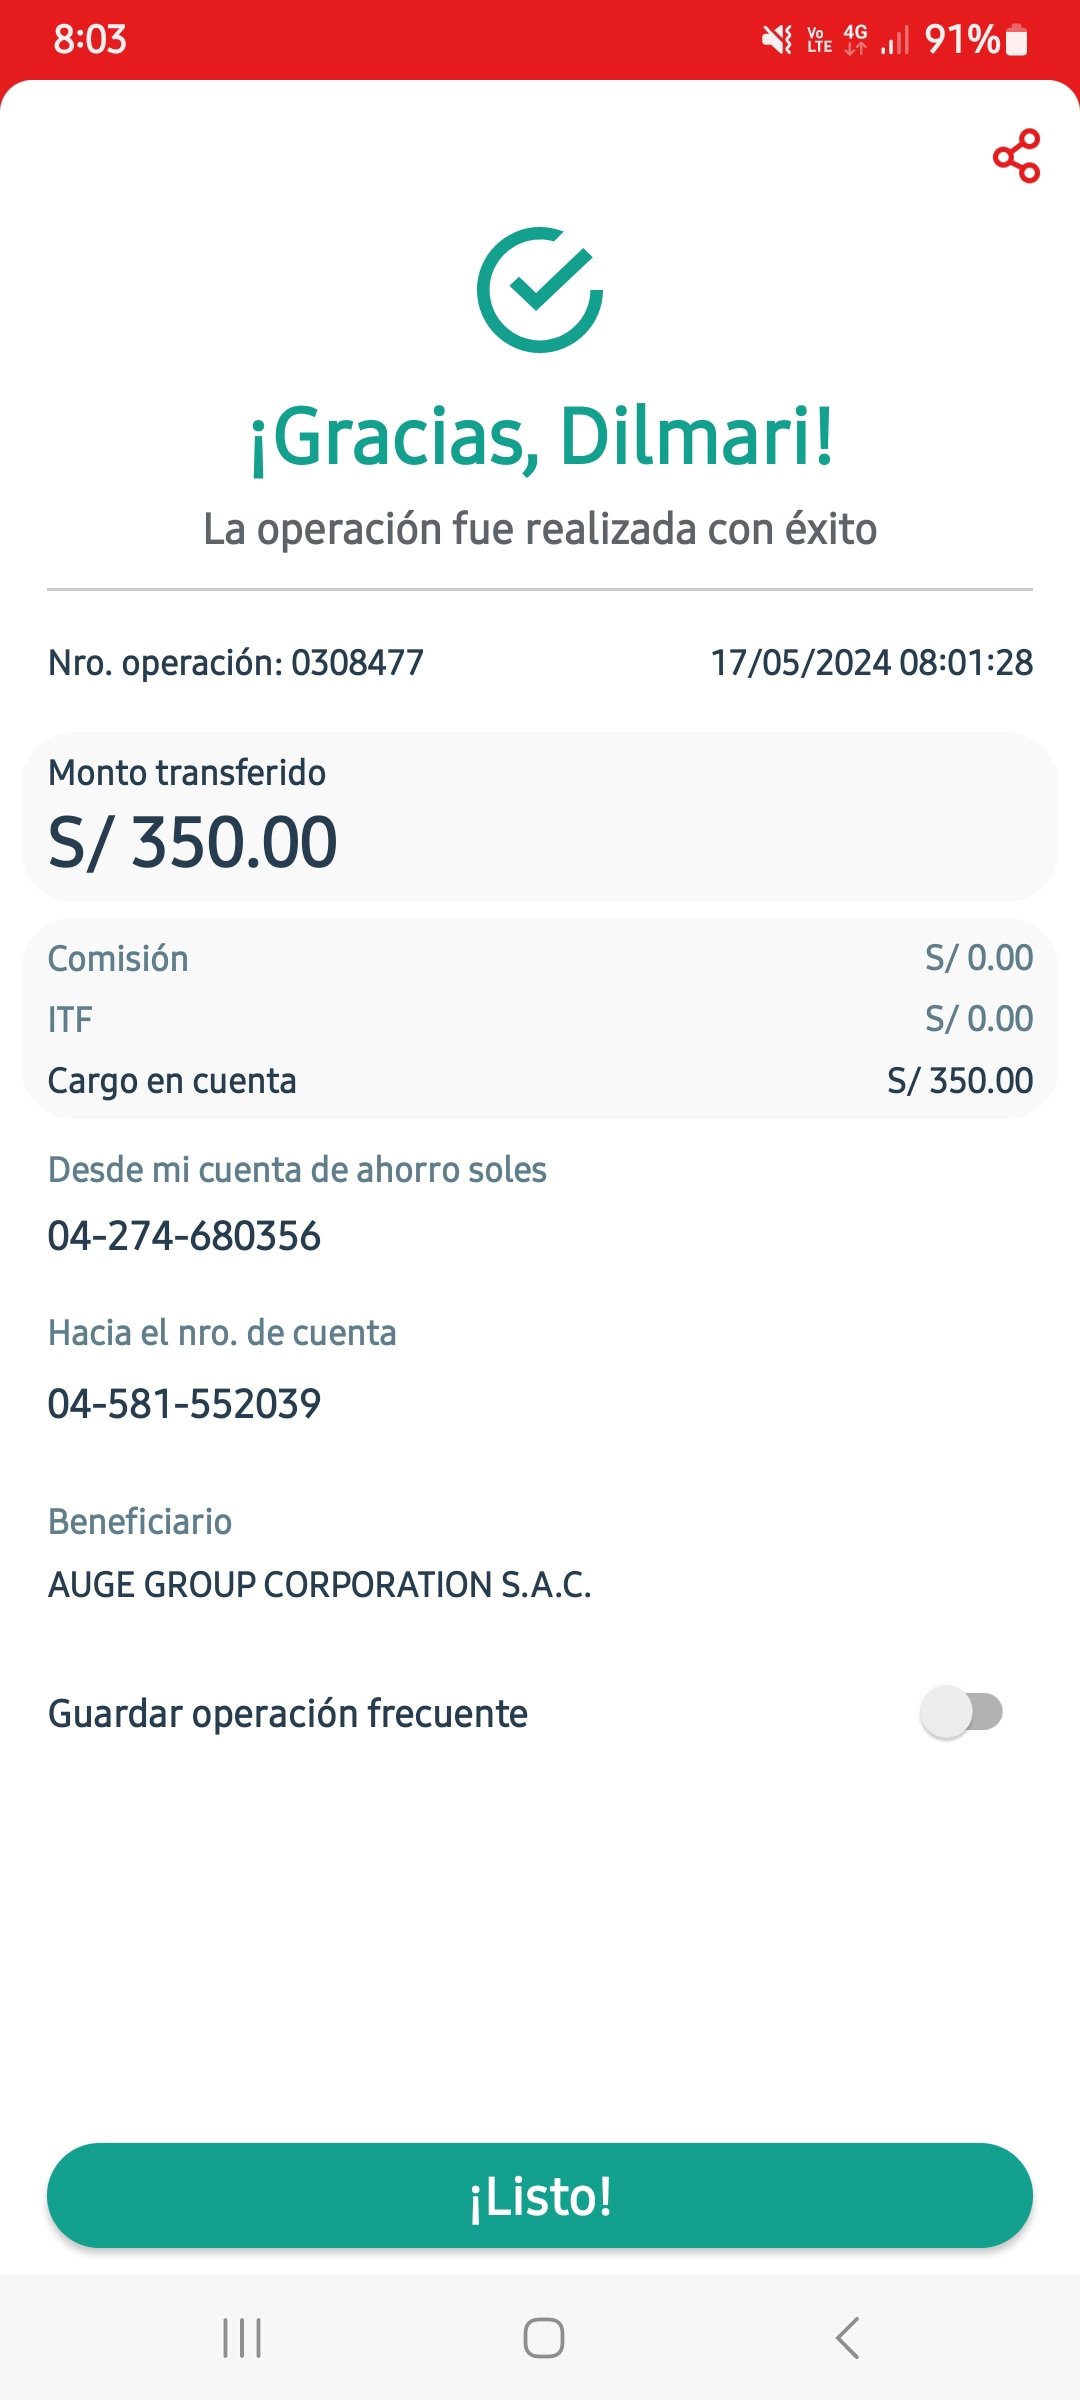 8:03 Vo LTE 4G 91%
¡Gracias, Dilmari!
La operación fue realizada con éxito
Nro. operación: 0308477 17/05/2024 08:01:28
Monto transferido
S/ 350.00
Comisión S/ 0.00
ITF S/ 0.00
Cargo en cuenta S/ 350.00
Desde mi cuenta de ahorro soles
04-274-680356
Hacia el nro. de cuenta
04-581-552039
Beneficiario
AUGE GROUP CORPORATION S.A.C.
Guardar operación frecuente
¡Listo!